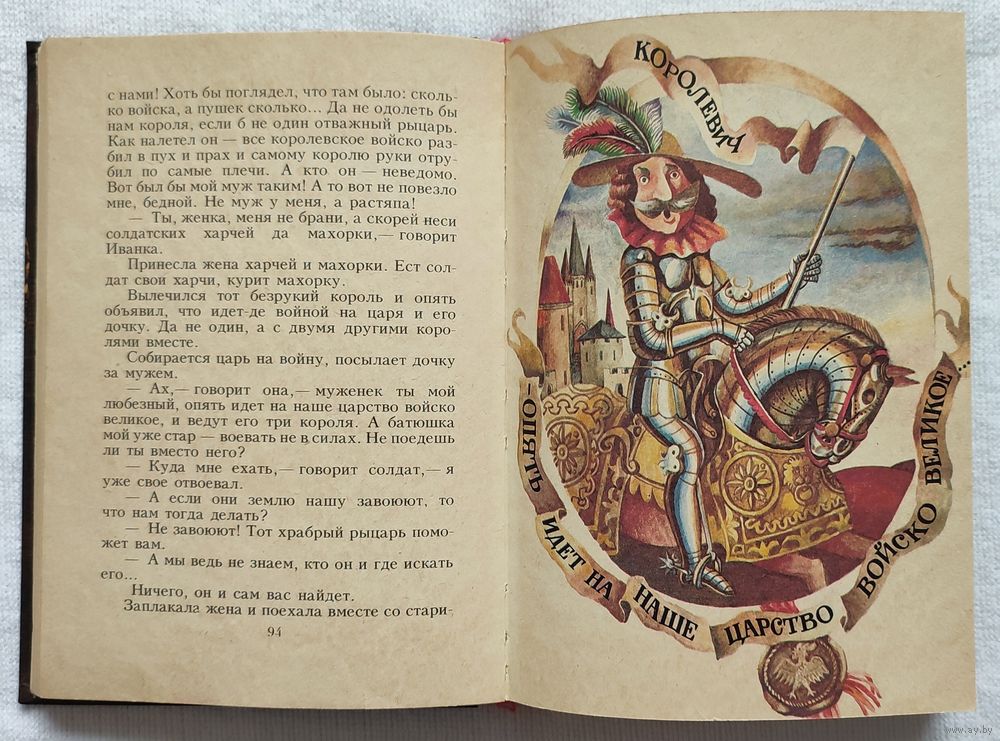 с нами! Хоть бы поглядел, что там было: сколь-
ко войска, а пушек сколько... Да не одолеть бы
нам короля, если б не один отважный рыцарь.
Как налетел он — все королевское войско раз-
бил в пух и прах и самому королю руки отру-
бил по самые плечи. А кто он — неведомо.
Вот был бы мой муж таким! А то вот не повезло
мне, бедной. Не муж у меня, а растяпа!
— Ты, женка, меня не брани, а скорей неси
солдатских харчей да махорки,— говорит
Иванка.
Принесла жена харчей и махорки. Ест сол-
дат свои харчи, курит махорку.
Вылечился тот безрукий король и опять
объявил, что идет-де войной на царя и его
дочку. Да не один, а с двумя другими коро-
лями вместе.
Собирается царь на войну, посылает дочку
за мужем.
— Ах,— говорит она,— муженек ты мой
любезный, опять идет на наше царство войско
великое, и ведут его три короля. А батюшка
мой уже стар — воевать не в силах. Не поедешь
ли ты вместо него?
— Куда мне ехать,— говорит солдат,— я
уже свое отвоевал.
— А если они землю нашу завоюют, то
что нам тогда делать?
— Не завоюют! Тот храбрый рыцарь помо-
жет вам.
— А мы ведь не знаем, кто он и где искать
его...
Ничего, он и сам вас найдет.
Заплакала жена и поехала вместе со стари-
94
КОРОЛЕВИЧ
—ОПЯТЬ ИДЕТ НА НАШЕ ЦАРСТВО ВОЙСКО ВЕЛИКОЕ...
www.ay.by